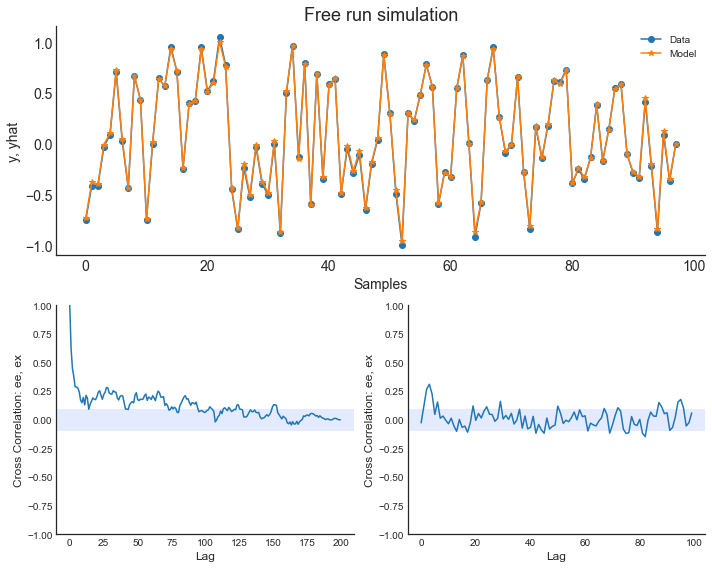 Free run simulation
Data
Model
y, yhat
1.0
0.5
0.0
−0.5
−1.0
0 20 40 60 80 100
Samples
Cross Correlation: ee, ex
1.00
0.75
0.50
0.25
0.00
−0.25
−0.50
−0.75
−1.00
0 25 50 75 100 125 150 175 200
Lag
Cross Correlation: ee, ex
1.00
0.75
0.50
0.25
0.00
−0.25
−0.50
−0.75
−1.00
0 20 40 60 80 100
Lag